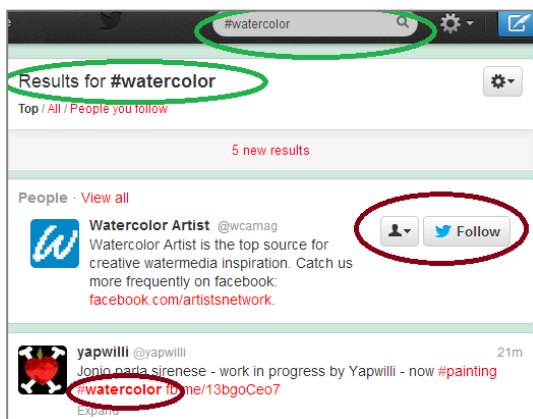 #watercolor
Results for #watercolor
Top / All / People you follow
5 new results
People · View all
Watercolor Artist @wcamag
Watercolor Artist is the top source for
creative watermedia inspiration. Catch us
more frequently on facebook:
facebook.com/artistsnetwork.
Follow
yapwilli @yapwilli 21m
Jonio parla sirenese - work in progress by Yapwilli - now #painting
#watercolor fb.me/13bgoCeo7
Expand